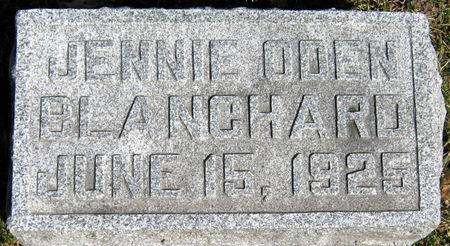 JENNIE ODEN
BLANCHARD
JUNE 15, 1925